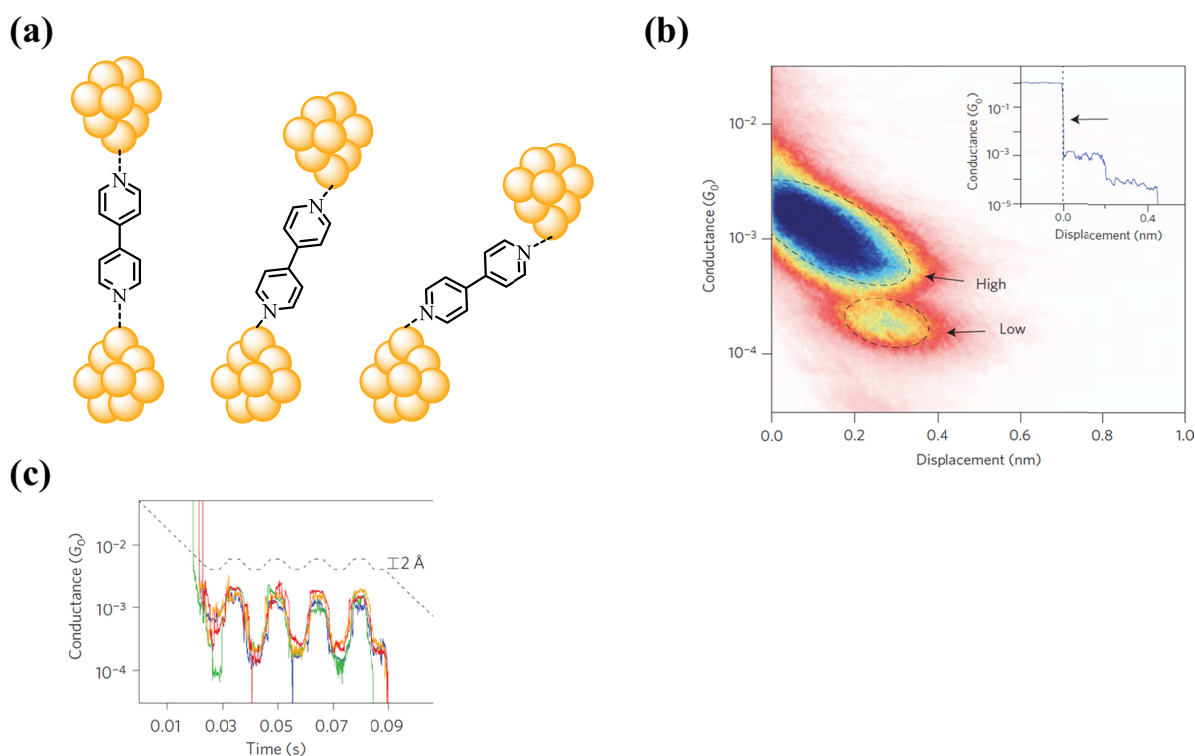 (a)
N
N
N
N
N
N
(b)
Conductance (G₀)
10⁻²
10⁻³
10⁻⁴
0.0 0.2 0.4 0.6 0.8 1.0
Displacement (nm)
High
Low
Conductance (G₀)
10⁻¹
10⁻³
10⁻⁵
0.0 0.4
Displacement (nm)
(c)
Conductance (G₀)
10⁻²
10⁻³
10⁻⁴
2 Å
0.01 0.03 0.05 0.07 0.09
Time (s)